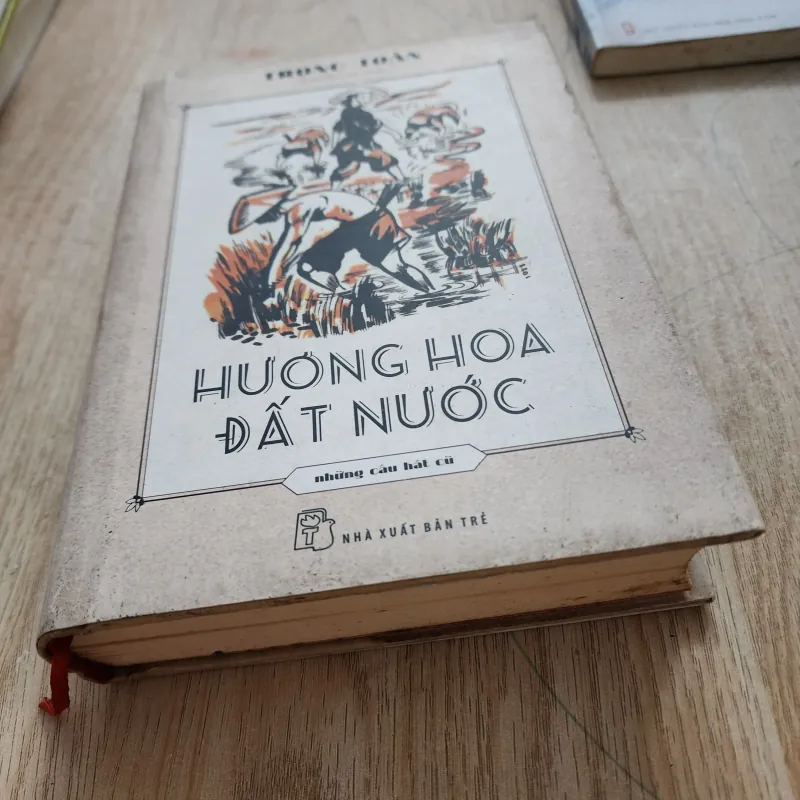 TRỌNG TOÀN
HƯƠNG HOA
ĐẤT NƯỚC
những câu hát cũ
NHÀ XUẤT BẢN TRẺ